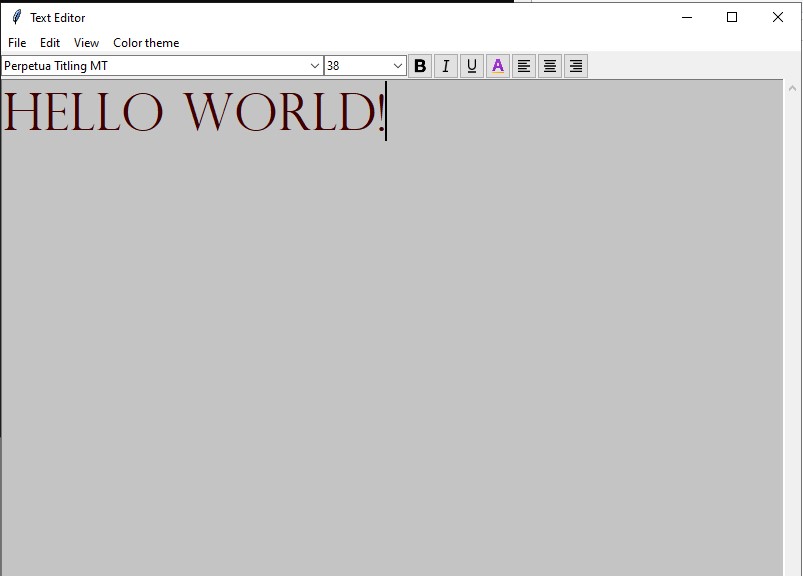 Text Editor
File Edit View Color theme
Perpetua Titling MT 38 B I U A
HELLO WORLD!